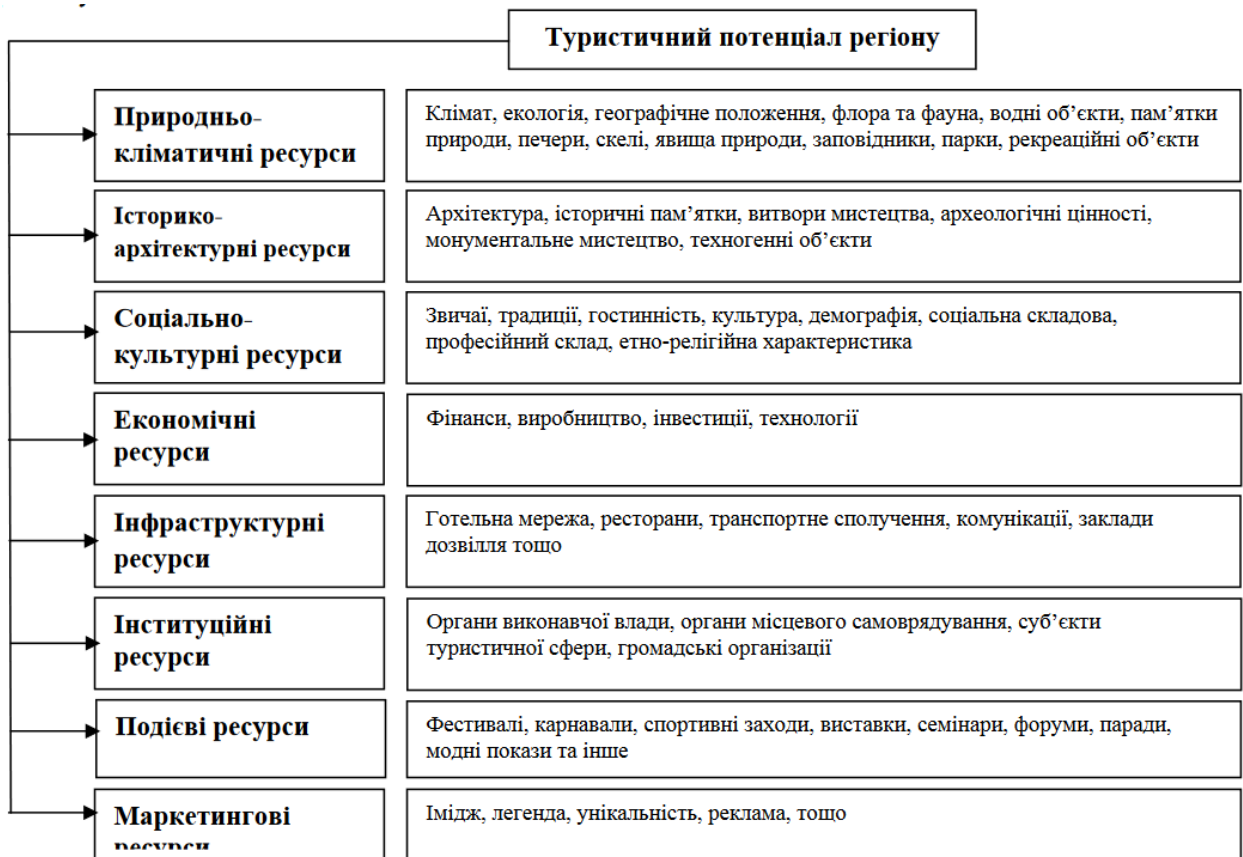 Туристичний потенціал регіону
Природньо-
кліматичні ресурси
Клімат, екологія, географічне положення, флора та фауна, водні об’єкти, пам’ятки
природи, печери, скелі, явища природи, заповідники, парки, рекреаційні об’єкти
Історико-
архітектурні ресурси
Архітектура, історичні пам’ятки, витвори мистецтва, археологічні цінності,
монументальне мистецтво, техногенні об’єкти
Соціально-
культурні ресурси
Звичаї, традиції, гостинність, культура, демографія, соціальна складова,
професійний склад, етно-релігійна характеристика
Економічні
ресурси
Фінанси, виробництво, інвестиції, технології
Інфраструктурні
ресурси
Готельна мережа, ресторани, транспортне сполучення, комунікації, заклади
дозвілля тощо
Інституційні
ресурси
Органи виконавчої влади, органи місцевого самоврядування, суб’єкти
туристичної сфери, громадські організації
Подієві ресурси
Фестивалі, карнавали, спортивні заходи, виставки, семінари, форуми, паради,
модні покази та інше
Маркетингові
ресурси
Імідж, легенда, унікальність, реклама, тощо